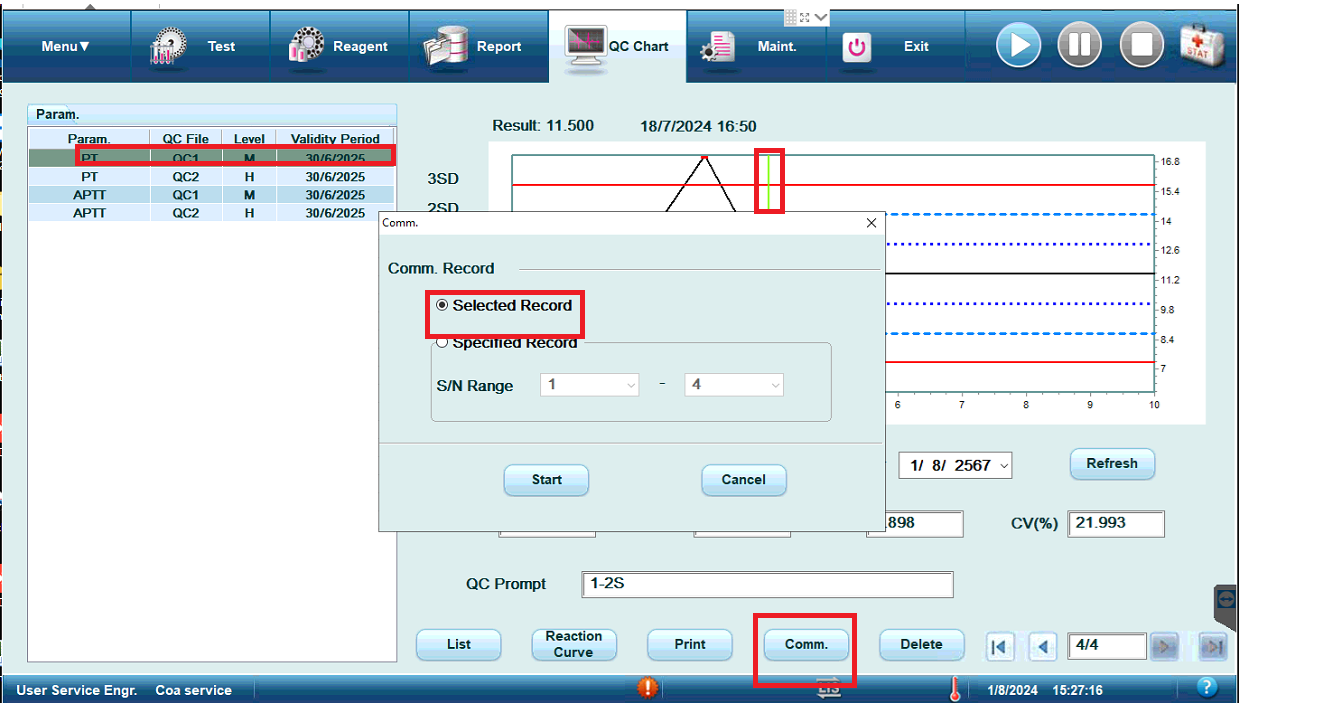 Menu▼ Test Reagent Report QC Chart Maint. Exit STAT
Param.
Param. QC File Level Validity Period
PT QC1 M 30/6/2025
PT QC2 H 30/6/2025
APTT QC1 M 30/6/2025
APTT QC2 H 30/6/2025
Result: 11.500 18/7/2024 16:50
3SD
2SD
16.8
15.4
14
12.6
11.2
9.8
8.4
7
6 7 8 9 10
Comm.
Comm. Record
Selected Record
Specified Record
S/N Range 1 - 4
Start Cancel
1/ 8/ 2567 Refresh
.898 CV(%) 21.993
QC Prompt 1-2S
List Reaction Curve Print Comm. Delete 4/4
User Service Engr. Coa service 1/8/2024 15:27:16 ?